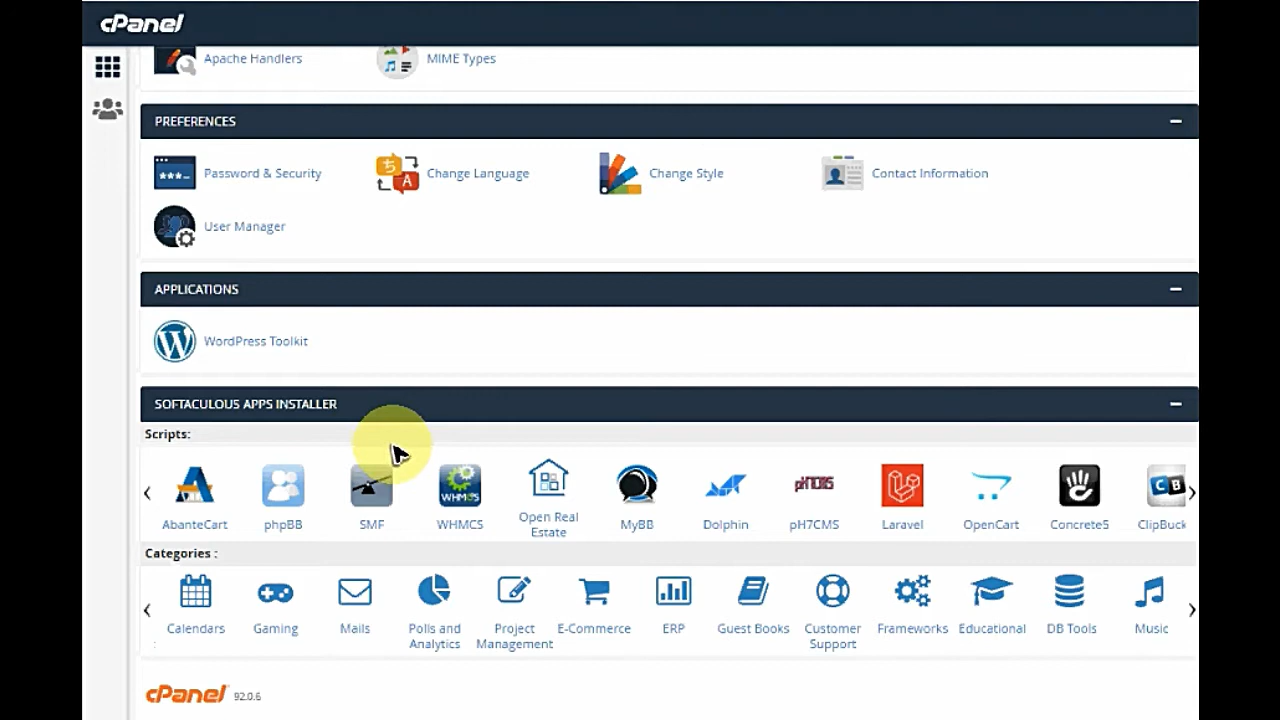 cPanel
Apache Handlers
MIME Types
PREFERENCES
Password & Security
Change Language
Change Style
Contact Information
User Manager
APPLICATIONS
WordPress Toolkit
SOFTACULOUS APPS INSTALLER
Scripts:
AbanteCart
phpBB
SMF
WHMCS
Open Real
Estate
MyBB
Dolphin
pH7CMS
Laravel
OpenCart
Concrete5
ClipBuck
Categories :
Calendars
Gaming
Mails
Polls and
Analytics
Project
Management
E-Commerce
ERP
Guest Books
Customer
Support
Frameworks
Educational
DB Tools
Music
cPanel 92.0.6